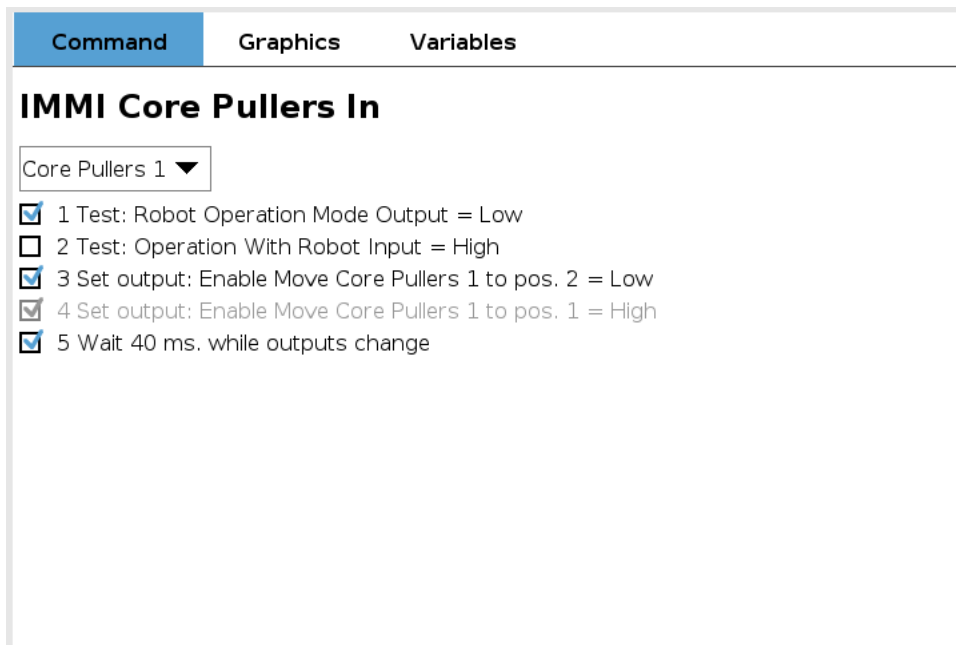 Command Graphics Variables
IMMI Core Pullers In
Core Pullers 1
1 Test: Robot Operation Mode Output = Low
2 Test: Operation With Robot Input = High
3 Set output: Enable Move Core Pullers 1 to pos. 2 = Low
4 Set output: Enable Move Core Pullers 1 to pos. 1 = High
5 Wait 40 ms. while outputs change